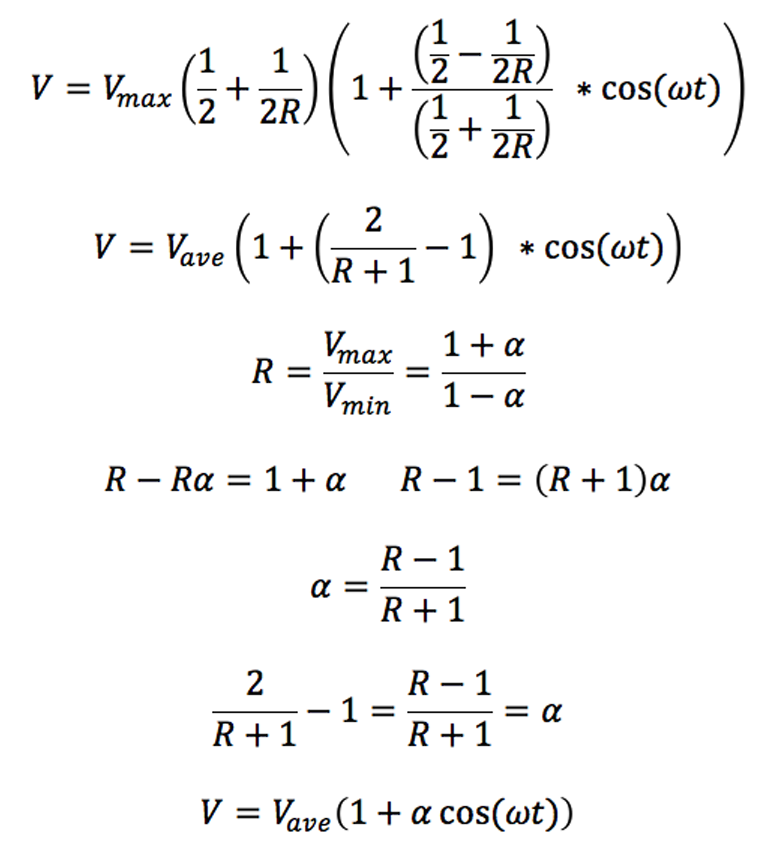 V = V_max (1/2 + 1/(2R)) (1 + (1/2 − 1/(2R)) / (1/2 + 1/(2R)) * cos(ωt))
V = V_ave (1 + (2/(R + 1) − 1) * cos(ωt))
R = V_max/V_min = (1 + α)/(1 − α)
R − Rα = 1 + α  R − 1 = (R + 1)α
α = (R − 1)/(R + 1)
2/(R + 1) − 1 = (R − 1)/(R + 1) = α
V = V_ave(1 + α cos(ωt))